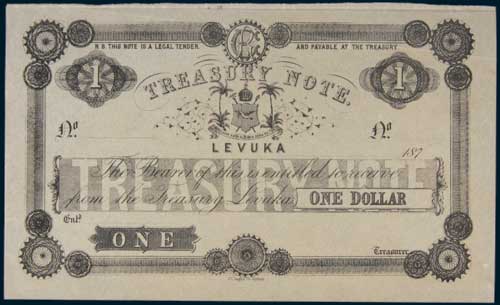 N.B. THIS NOTE IS A LEGAL TENDER. AND PAYABLE AT THE TREASURY.
1 TREASURY NOTE. 1
No. No.
LEVUKA
187
The Bearer of this is entitled to receive
TREASURY NOTE
from the Treasury Levuka, ONE DOLLAR
Entd.
ONE
Treasurer.